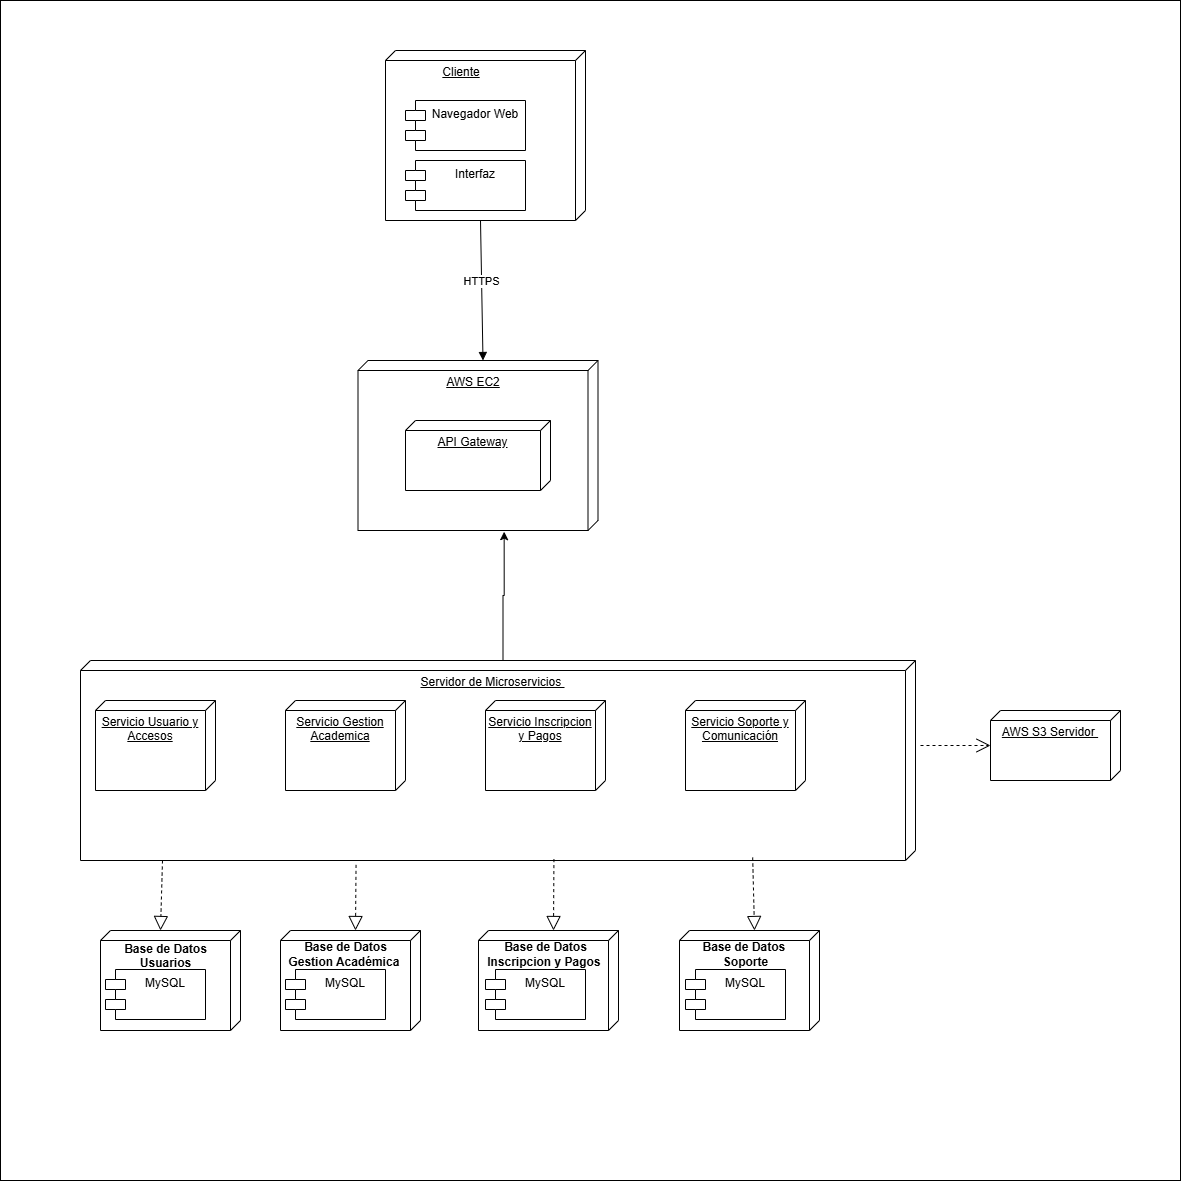 Cliente
Navegador Web
Interfaz
HTTPS
AWS EC2
API Gateway
Servidor de Microservicios
Servicio Usuario y
Accesos
Servicio Gestion
Academica
Servicio Inscripcion
y Pagos
Servicio Soporte y
Comunicación
AWS S3 Servidor
Base de Datos
Usuarios
MySQL
Base de Datos
Gestion Académica
MySQL
Base de Datos
Inscripcion y Pagos
MySQL
Base de Datos
Soporte
MySQL